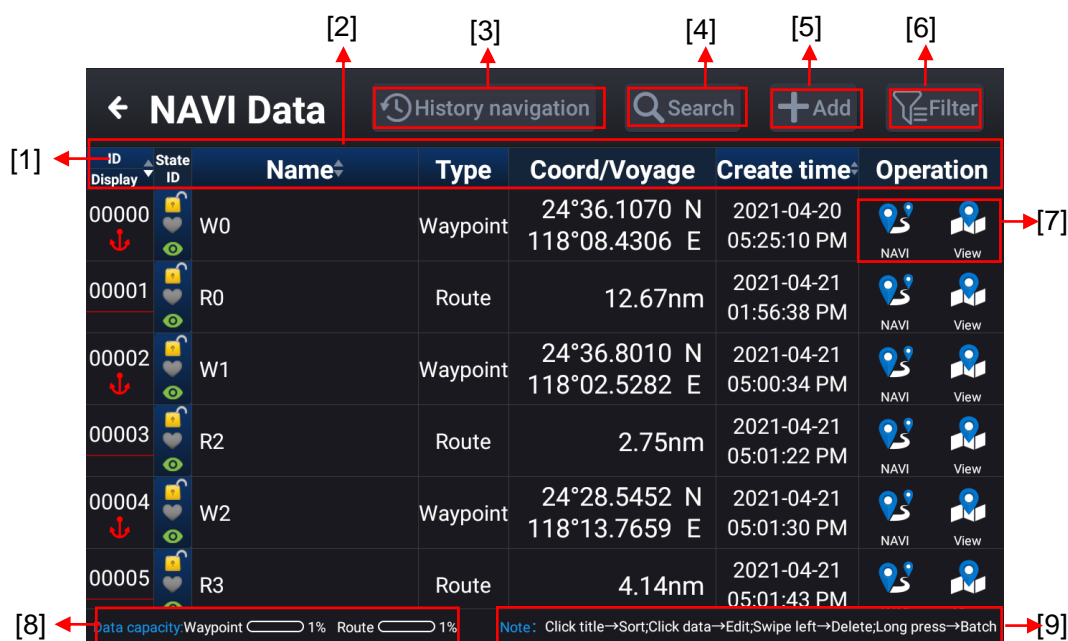 [2] [3] [4] [5] [6]
NAVI Data History navigation Search Add Filter
[1]
ID Display State ID Name Type Coord/Voyage Create time Operation
00000 W0 Waypoint 24°36.1070 N 118°08.4306 E 2021-04-20 05:25:10 PM NAVI View
[7]
00001 R0 Route 12.67nm 2021-04-21 01:56:38 PM NAVI View
00002 W1 Waypoint 24°36.8010 N 118°02.5282 E 2021-04-21 05:00:34 PM NAVI View
00003 R2 Route 2.75nm 2021-04-21 05:01:22 PM NAVI View
00004 W2 Waypoint 24°28.5452 N 118°13.7659 E 2021-04-21 05:01:30 PM NAVI View
00005 R3 Route 4.14nm 2021-04-21 05:01:43 PM
[8] Data capacity:Waypoint 1% Route 1% Note: Click title→Sort;Click data→Edit;Swipe left→Delete;Long press→Batch [9]